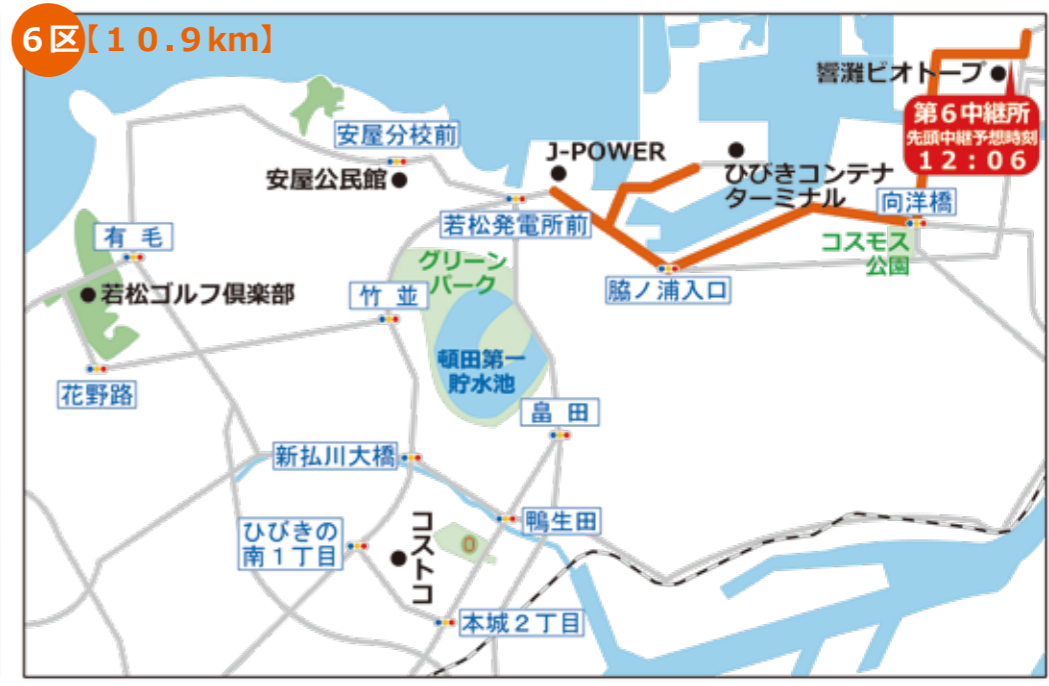 6区【10.9km】
響灘ビオトープ
第6中継所
先頭中継予想時刻
12:06
安屋分校前
J-POWER
安屋公民館
ひびきコンテナ
ターミナル
向洋橋
若松発電所前
有毛
コスモス
公園
グリーン
パーク
脇ノ浦入口
若松ゴルフ倶楽部
竹並
頓田第一
貯水池
花野路
畠田
新払川大橋
鴨生田
ひびきの
南1丁目
コストコ
0
本城2丁目